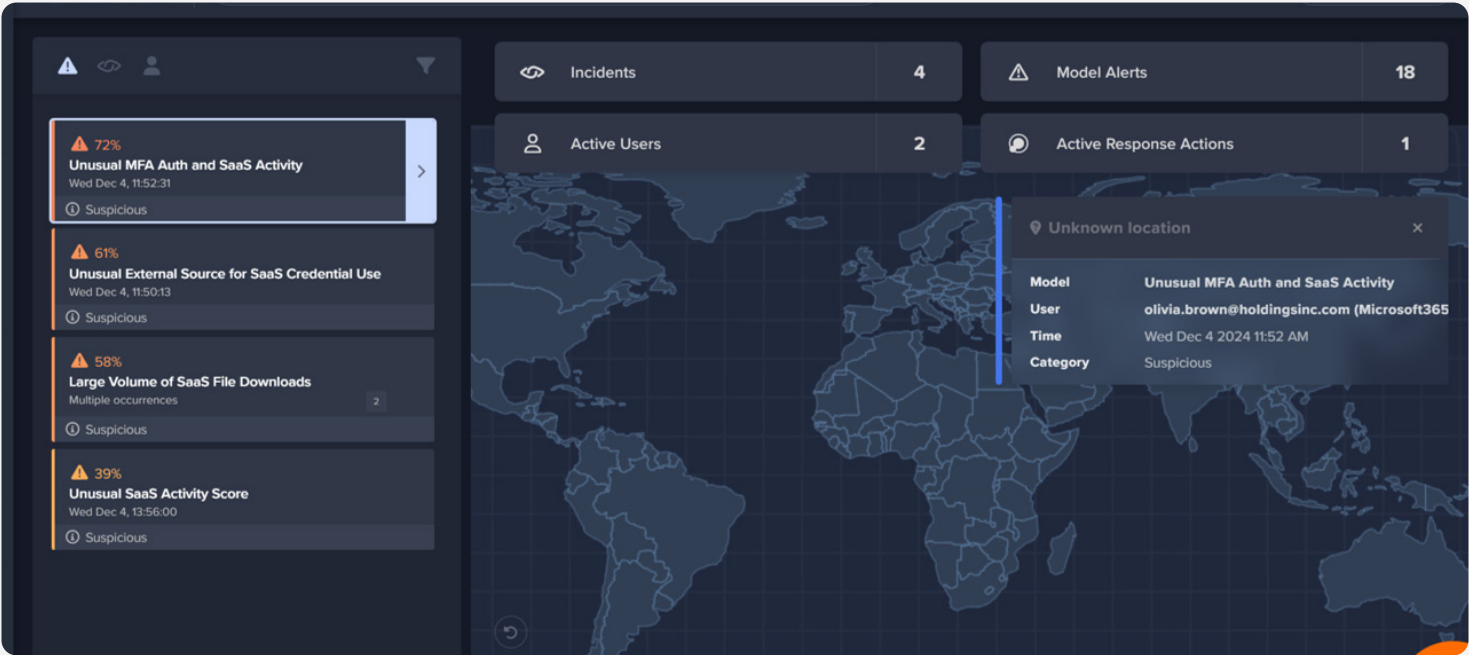 72%
Unusual MFA Auth and SaaS Activity
Wed Dec 4, 11:52:31
Suspicious
61%
Unusual External Source for SaaS Credential Use
Wed Dec 4, 11:50:13
Suspicious
58%
Large Volume of SaaS File Downloads
Multiple occurrences 2
Suspicious
39%
Unusual SaaS Activity Score
Wed Dec 4, 13:56:00
Suspicious
Incidents 4
Model Alerts 18
Active Users 2
Active Response Actions 1
Unknown location
Model Unusual MFA Auth and SaaS Activity
User olivia.brown@holdingsinc.com (Microsoft365
Time Wed Dec 4 2024 11:52 AM
Category Suspicious